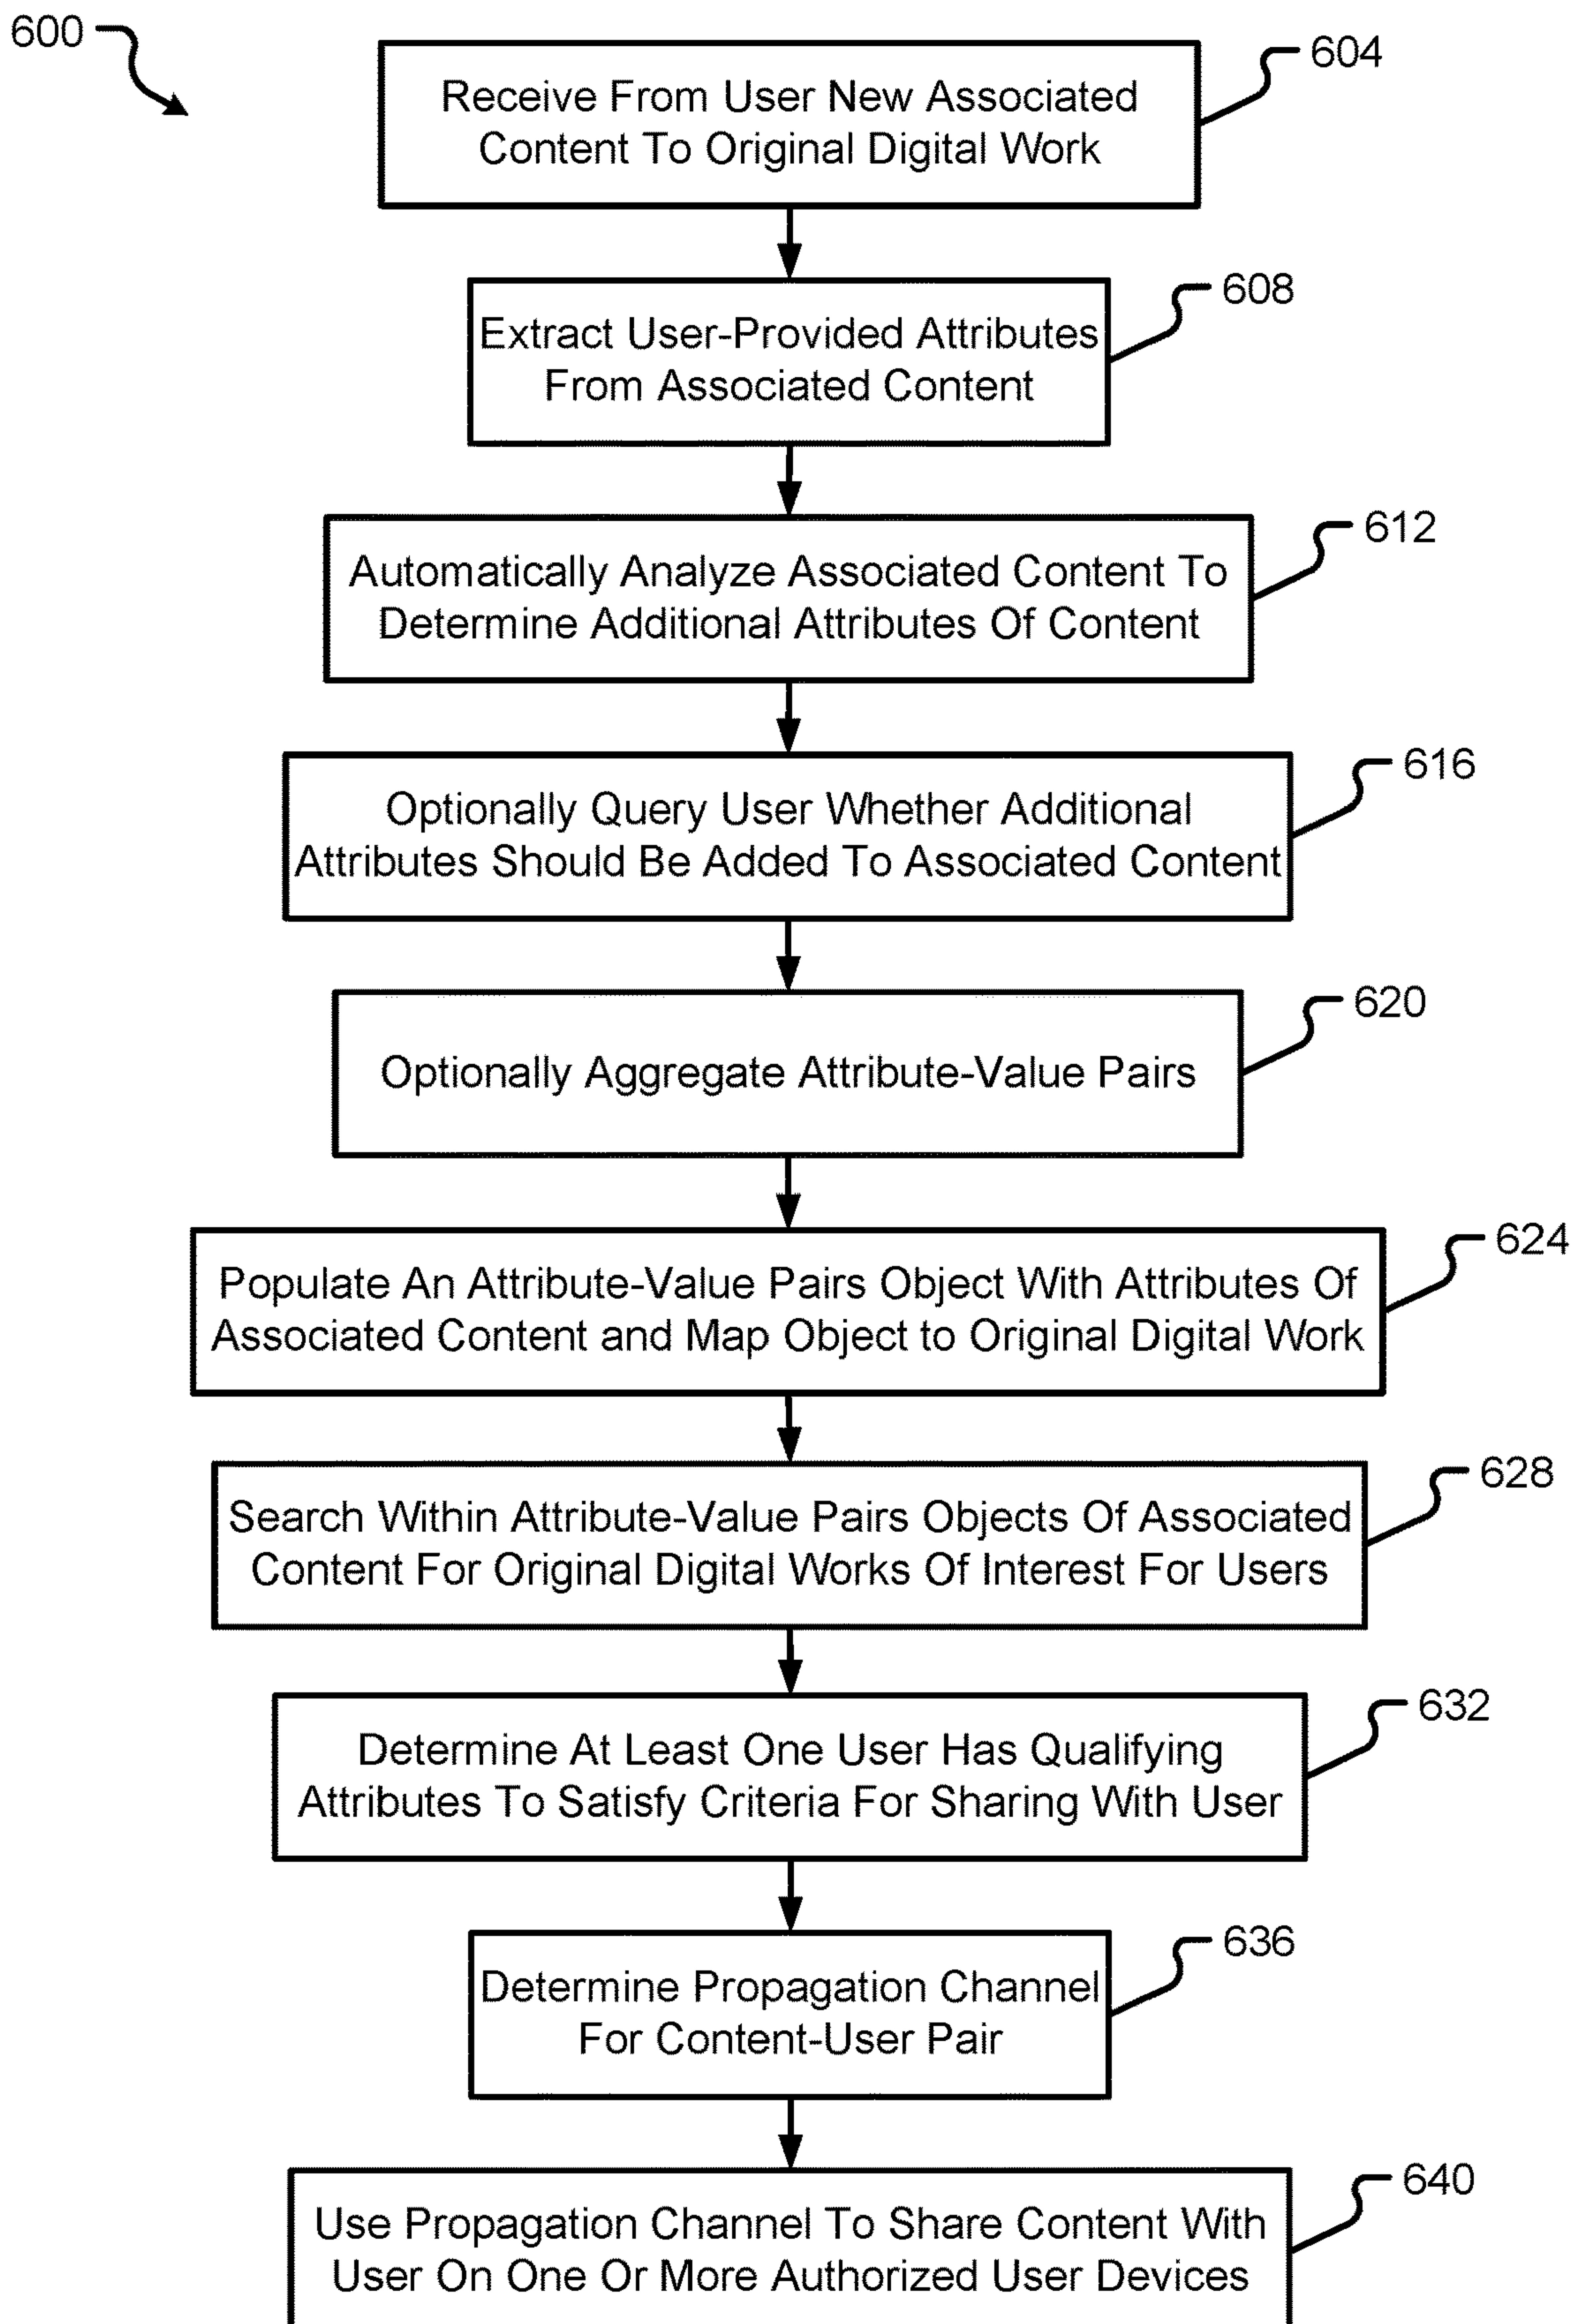 600
604
Receive From User New Associated
Content To Original Digital Work
608
Extract User-Provided Attributes
From Associated Content
612
Automatically Analyze Associated Content To
Determine Additional Attributes Of Content
616
Optionally Query User Whether Additional
Attributes Should Be Added To Associated Content
620
Optionally Aggregate Attribute-Value Pairs
624
Populate An Attribute-Value Pairs Object With Attributes Of
Associated Content and Map Object to Original Digital Work
628
Search Within Attribute-Value Pairs Objects Of Associated
Content For Original Digital Works Of Interest For Users
632
Determine At Least One User Has Qualifying
Attributes To Satisfy Criteria For Sharing With User
636
Determine Propagation Channel
For Content-User Pair
640
Use Propagation Channel To Share Content With
User On One Or More Authorized User Devices